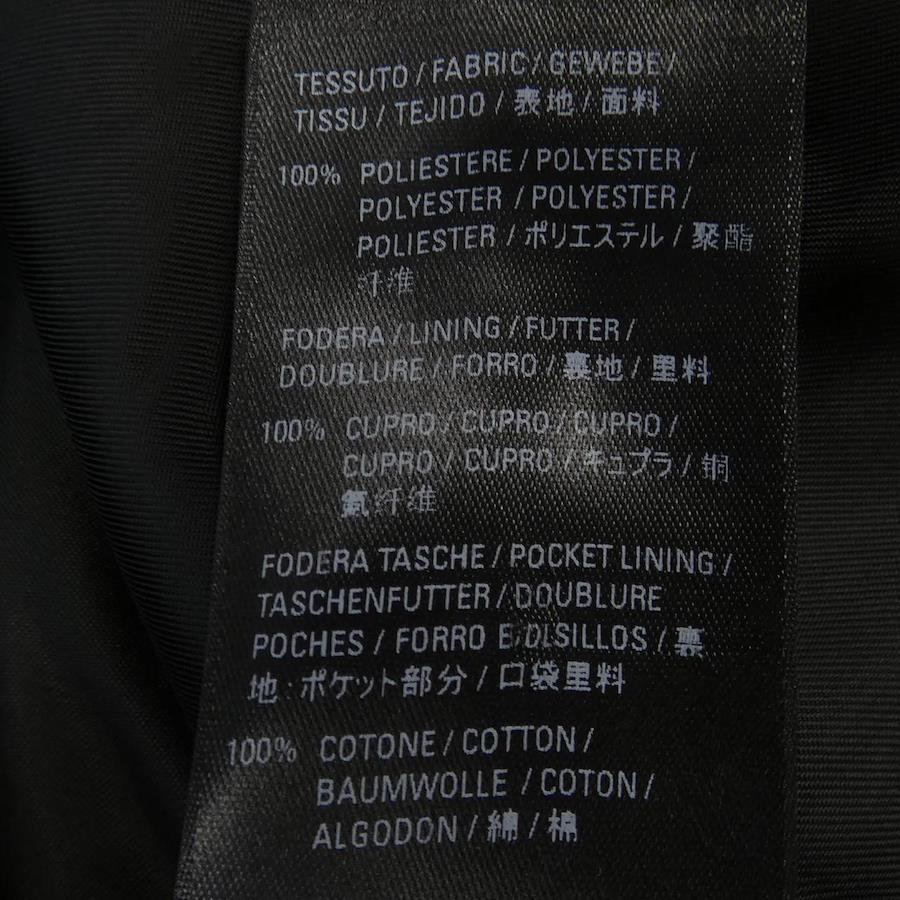 TESSUTO / FABRIC / GEWEBE /
TISSU / TEJIDO / 表地 / 面料
100% POLIESTERE / POLYESTER /
POLYESTER / POLYESTER /
POLIESTER / ポリエステル / 聚酯
纤维
FODERA / LINING / FUTTER /
DOUBLURE / FORRO / 裏地 / 里料
100% CUPRO / CUPRO / CUPRO /
CUPRO / CUPRO / キュプラ / 铜
氨纤维
FODERA TASCHE / POCKET LINING /
TASCHENFUTTER / DOUBLURE
POCHES / FORRO BOLSILLOS / 裏
地・ポケット部分 / 口袋里料
100% COTONE / COTTON /
BAUMWOLLE / COTON /
ALGODON / 綿 / 棉